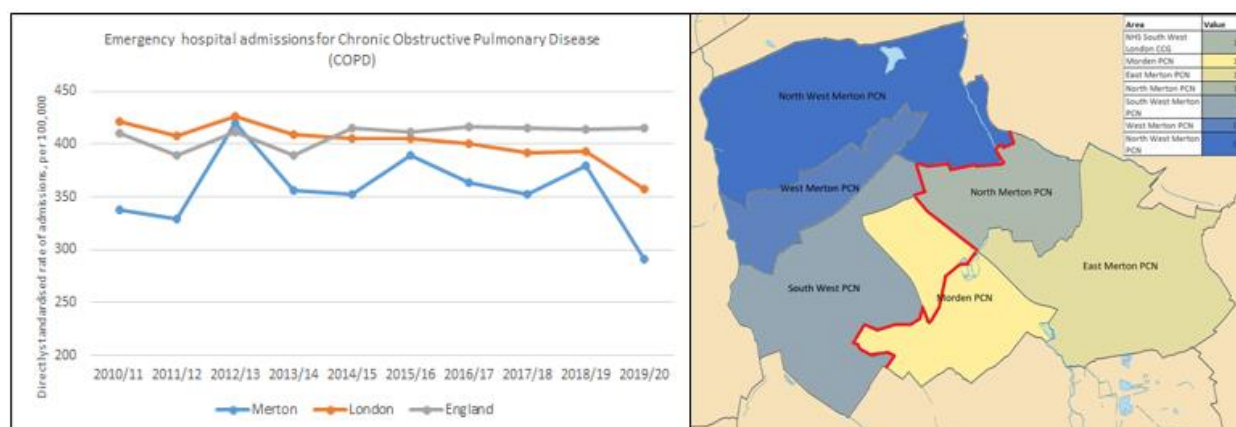 Emergency hospital admissions for Chronic Obstructive Pulmonary Disease
(COPD)
Directly standardised rate of admissions, per 100,000
450
400
350
300
250
200
2010/11 2011/12 2012/13 2013/14 2014/15 2015/16 2016/17 2017/18 2018/19 2019/20
Merton London England
Area Value
NHS South West
London CCG
Morden PCN
East Merton PCN
North Merton PCN
South West Merton
PCN
West Merton PCN
North West Merton
PCN
North West Merton PCN
West Merton PCN
North Merton PCN
East Merton PCN
South West PCN
Morden PCN